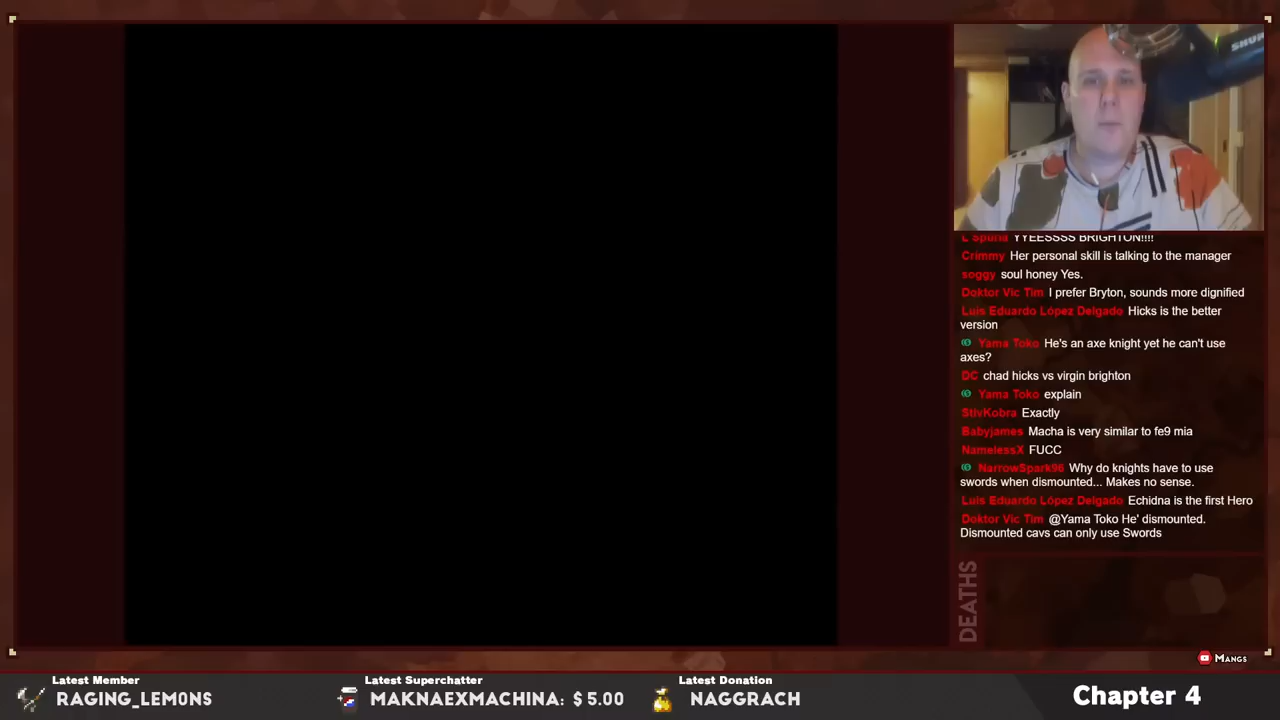 SHURE
L Spuria YYEESSSS BRIGHTON!!!!
Crimmy Her personal skill is talking to the manager
soggy soul honey Yes.
Doktor Vic Tim I prefer Bryton, sounds more dignified
Luis Eduardo López Delgado Hicks is the better
version
Yama Toko He's an axe knight yet he can't use
axes?
DC chad hicks vs virgin brighton
Yama Toko explain
StivKobra Exactly
Babyjames Macha is very similar to fe9 mia
NamelessX FUCC
NarrowSpark96 Why do knights have to use
swords when dismounted... Makes no sense.
Luis Eduardo López Delgado Echidna is the first Hero
Doktor Vic Tim @Yama Toko He' dismounted.
Dismounted cavs can only use Swords
DEATHS
MANGS
Latest Member
RAGING_LEM0NS
Latest Superchatter
MAKNAEXMACHINA: $ 5.00
Latest Donation
NAGGRACH
Chapter 4